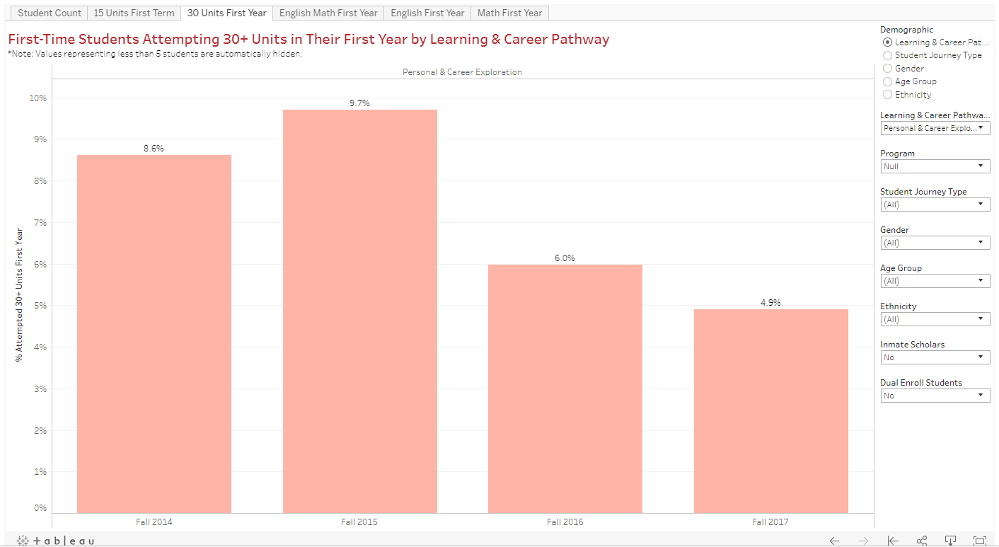 Student Count 15 Units First Term 30 Units First Year English Math First Year English First Year Math First Year
First-Time Students Attempting 30+ Units in Their First Year by Learning & Career Pathway
*Note: Values representing less than 5 students are automatically hidden.
Personal & Career Exploration
% Attempted 30+ Units First Year
10%
9%
8%
7%
6%
5%
4%
3%
2%
1%
0%
8.6%
9.7%
6.0%
4.9%
Fall 2014
Fall 2015
Fall 2016
Fall 2017
Demographic
Learning & Career Pat...
Student Journey Type
Gender
Age Group
Ethnicity
Learning & Career Pathwa...
Personal & Career Explo...
Program
Null
Student Journey Type
(All)
Gender
(All)
Age Group
(All)
Ethnicity
(All)
Inmate Scholars
No
Dual Enroll Students
No
+ableau